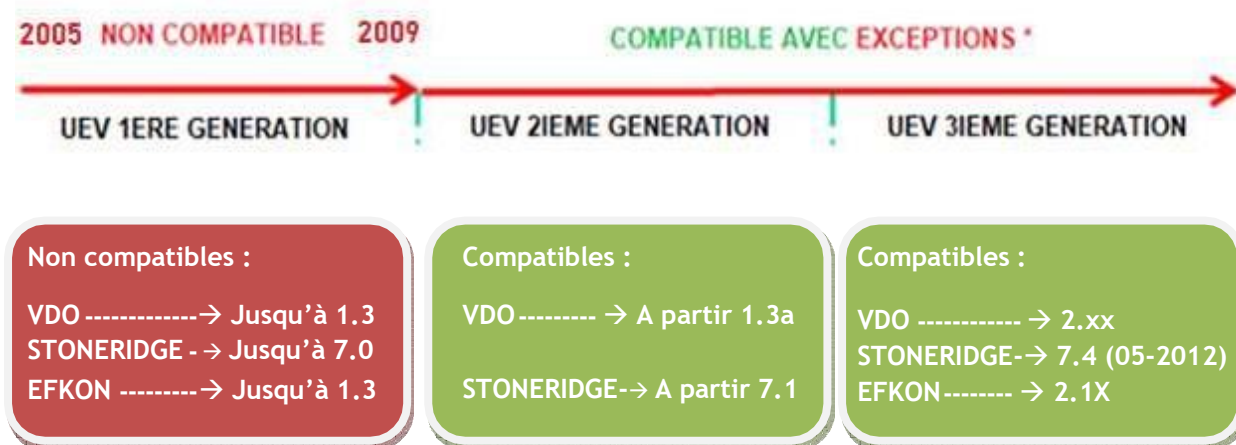 2005 NON COMPATIBLE 2009
COMPATIBLE AVEC EXCEPTIONS *
UEV 1ERE GENERATION
UEV 2IEME GENERATION
UEV 3IEME GENERATION
Non compatibles :
VDO -------------→ Jusqu'à 1.3
STONERIDGE - → Jusqu'à 7.0
EFKON ---------→ Jusqu'à 1.3
Compatibles :
VDO --------- → A partir 1.3a
STONERIDGE-→ A partir 7.1
Compatibles :
VDO ------------ → 2.xx
STONERIDGE-→ 7.4 (05-2012)
EFKON-------- → 2.1X